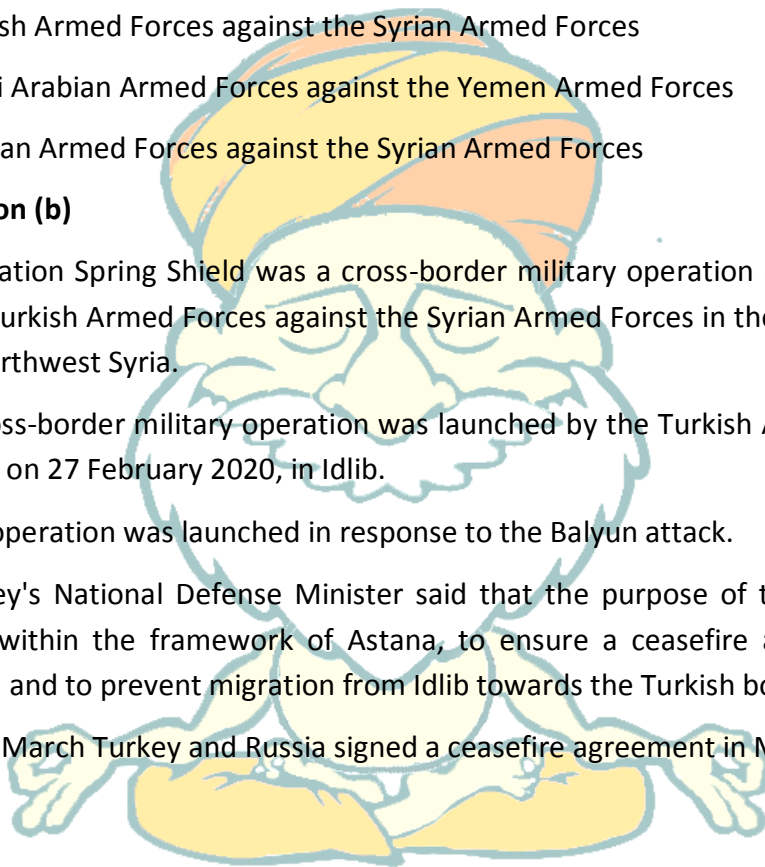 sh Armed Forces against the Syrian Armed Forces
i Arabian Armed Forces against the Yemen Armed Forces
an Armed Forces against the Syrian Armed Forces
on (b)
ation Spring Shield was a cross-border military operation
urkish Armed Forces against the Syrian Armed Forces in the
rthwest Syria.
oss-border military operation was launched by the Turkish A
on 27 February 2020, in Idlib.
operation was launched in response to the Balyun attack.
ey's National Defense Minister said that the purpose of t
within the framework of Astana, to ensure a ceasefire a
and to prevent migration from Idlib towards the Turkish bo
March Turkey and Russia signed a ceasefire agreement in M